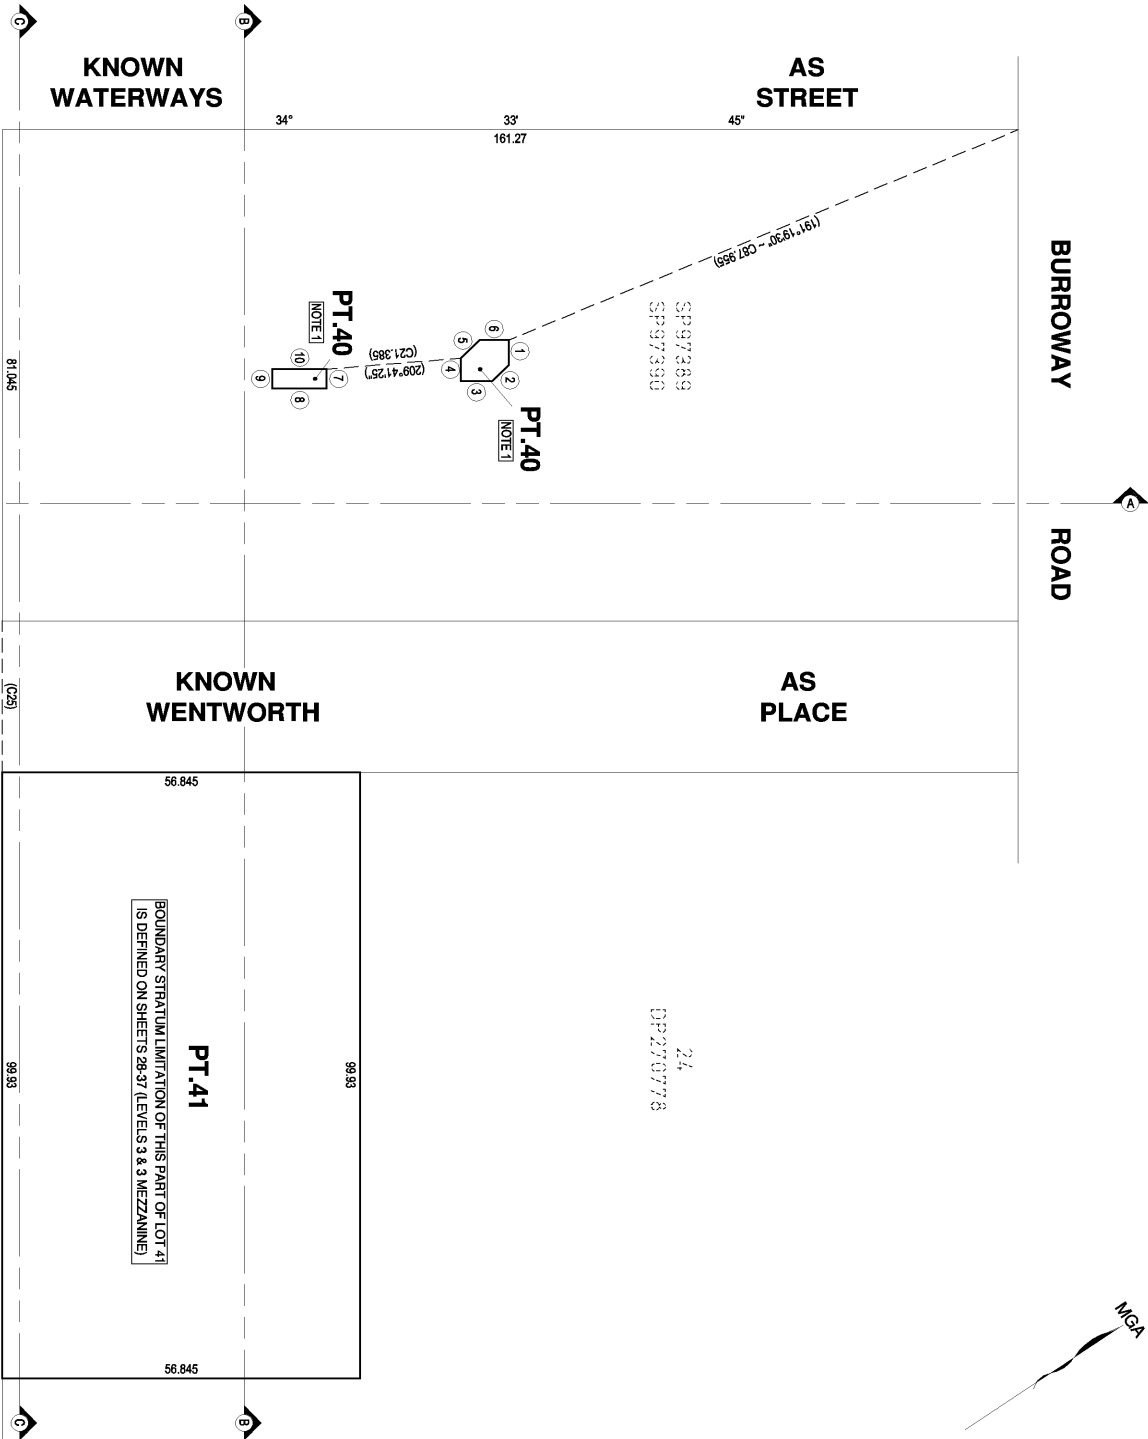 C
B
KNOWN
WATERWAYS
AS
STREET
34°
33'
45"
161.27
BURROWAY
(191°19'30" ~ C87.955)
SP97389
SP97390
PT.40
NOTE 1
(C21.385)
(209°41'25")
1
2
3
4
5
6
7
8
9
10
PT.40
NOTE 1
81.045
A
ROAD
(C25)
KNOWN
WENTWORTH
AS
PLACE
56.845
BOUNDARY STRATUM LIMITATION OF THIS PART OF LOT 41
IS DEFINED ON SHEETS 28-37 (LEVELS 3 & 3 MEZZANINE)
PT.41
99.93
99.93
24
DP270778
56.845
MGA
C
B